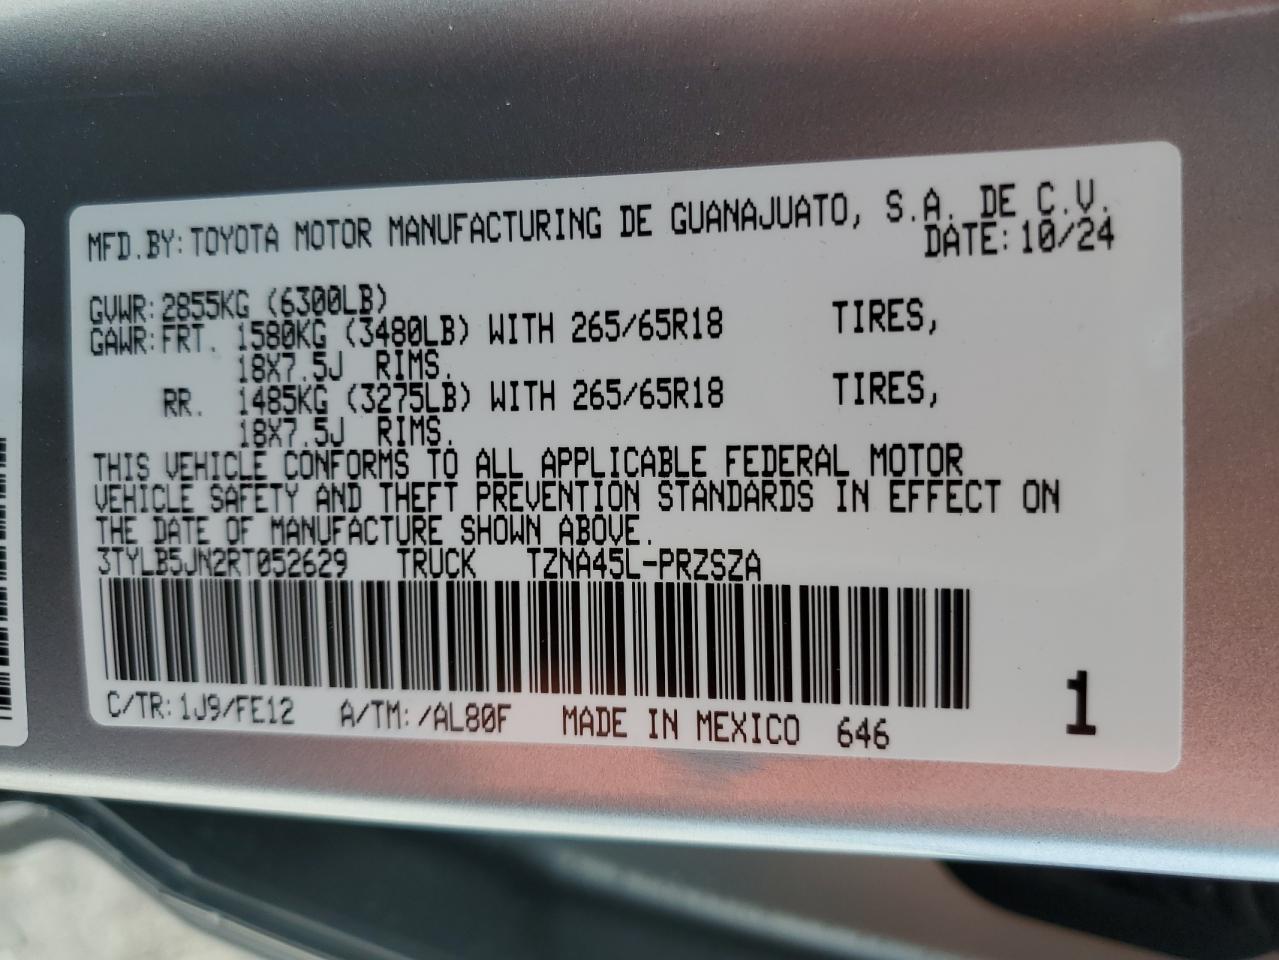 MFD.BY:TOYOTA MOTOR MANUFACTURING DE GUANAJUATO, S.A. DE C.V.
DATE:10/24
GVWR:2855KG (6300LB)
GAWR:FRT. 1580KG (3480LB) WITH 265/65R18 TIRES,
18X7.5J RIMS.
RR. 1485KG (3275LB) WITH 265/65R18 TIRES,
18X7.5J RIMS.
THIS VEHICLE CONFORMS TO ALL APPLICABLE FEDERAL MOTOR
VEHICLE SAFETY AND THEFT PREVENTION STANDARDS IN EFFECT ON
THE DATE OF MANUFACTURE SHOWN ABOVE.
3TYLB5JN2RT052629 TRUCK TZNA45L-PRZSZA
C/TR:1J9/FE12 A/TM:/AL80F MADE IN MEXICO 646
1